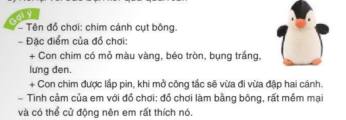 Gợi ý
– Tên đồ chơi: chim cánh cụt bông.
– Đặc điểm của đồ chơi:
+ Con chim có mỏ màu vàng, béo tròn, bụng trắng,
lưng đen.
+ Con chim được lắp pin, khi mở công tắc sẽ vừa đi vừa đập hai cánh.
– Tình cảm của em với đồ chơi: đồ chơi làm bằng bông, rất mềm mại
và có thể cử động nên em rất thích nó.